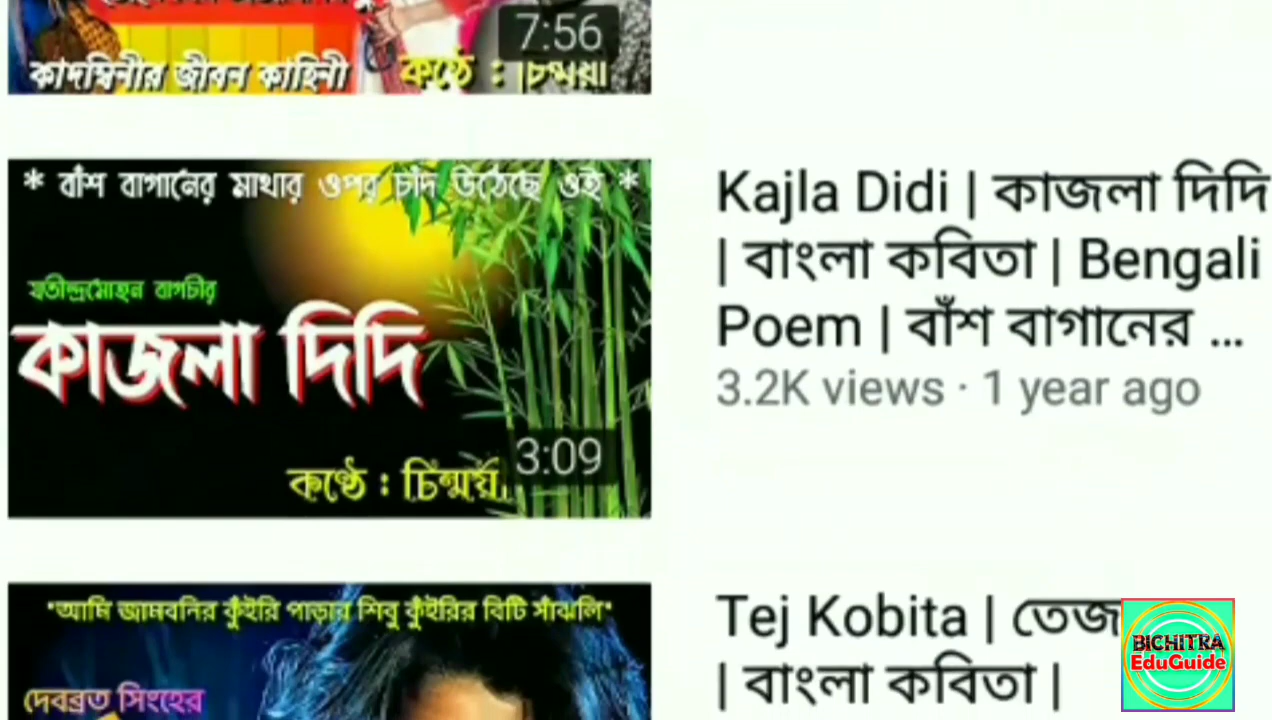 7:56
কাদম্বিনীর জীবন কাহিনী
কণ্ঠে : চিন্ময়
* বাঁশ বাগানের মাথার ওপর চাঁদ উঠেছে ওই *
যতীন্দ্রমোহন বাগচীর
কাজলা দিদি
কণ্ঠে : চিন্ময়
3:09
Kajla Didi | কাজলা দিদি
| বাংলা কবিতা | Bengali
Poem | বাঁশ বাগানের ...
3.2K views · 1 year ago
"আমি জামবনির কুঁইরি পাড়ার শিবু কুঁইরির বিটি সাঁঝলি"
দেবব্রত সিংহের
Tej Kobita | তেজ
| বাংলা কবিতা |
BICHITRA
EduGuide